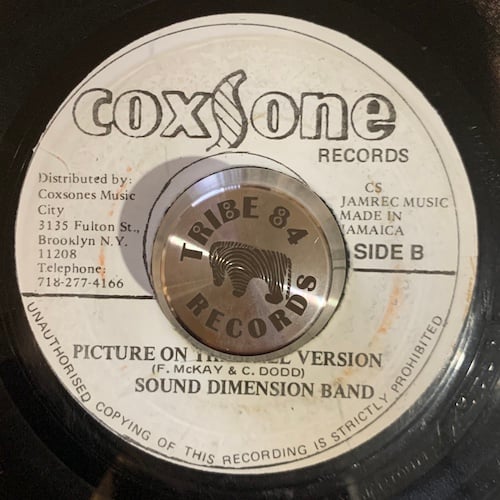 coxsone
RECORDS
Distributed by:
Coxsones Music
City
3135 Fulton St.,
Brooklyn N.Y.
11208
Telephone:
718-277-4166
CS
JAMREC MUSIC
MADE IN
JAMAICA
SIDE B
TRIBE 84
RECORDS
PICTURE ON VERSION
(F. McKAY & C. DODD)
SOUND DIMENSION BAND
UNAUTHORISED COPYING OF THIS RECORDING IS STRICTLY PROHIBITED